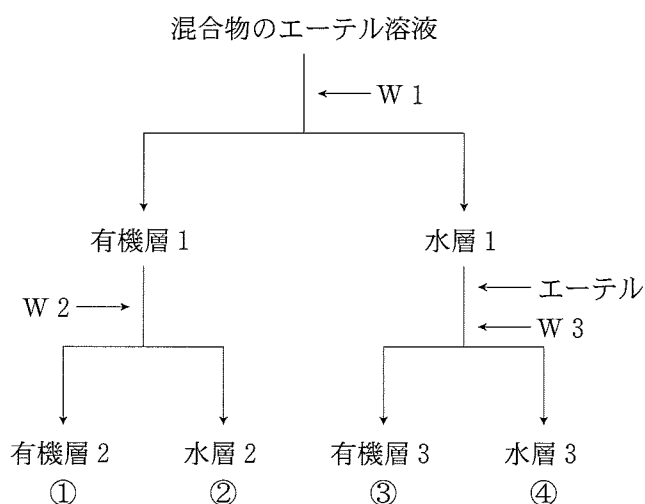 混合物のエーテル溶液
W 1
有機層 1
水層 1
エーテル
W 2
W 3
有機層 2
水層 2
有機層 3
水層 3
①
②
③
④